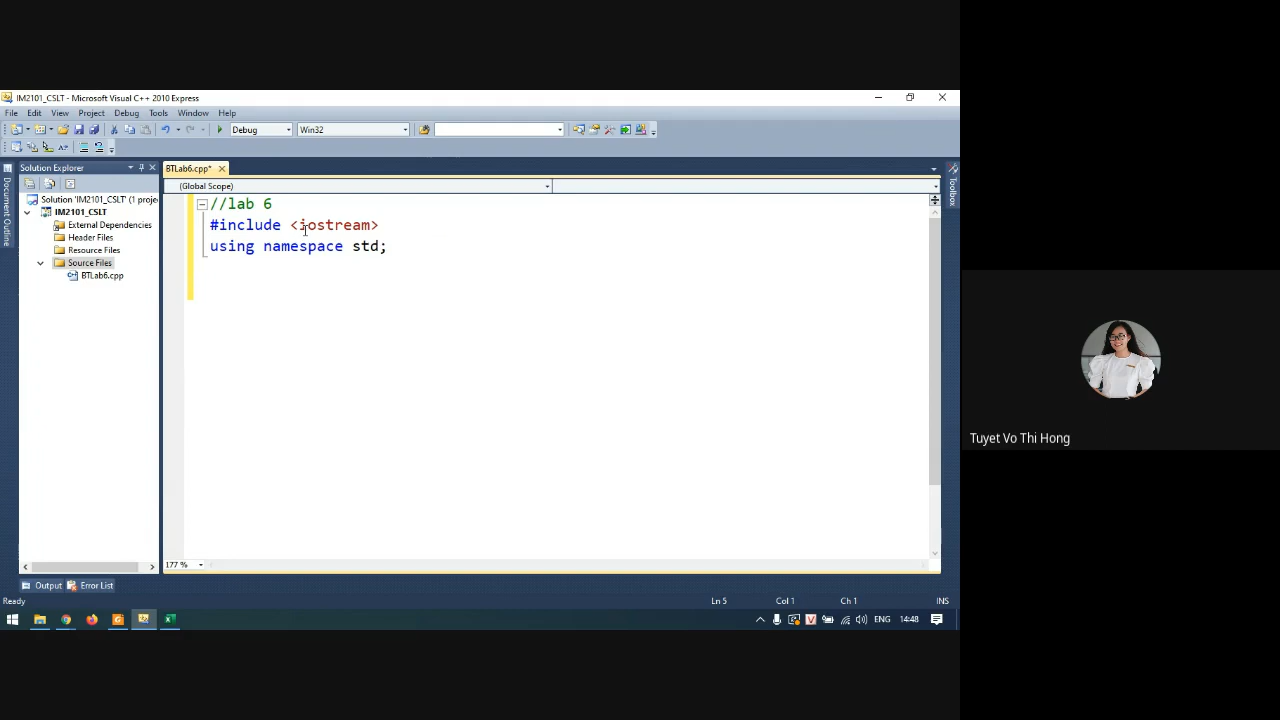 IM2101_CSLT - Microsoft Visual C++ 2010 Express
File Edit View Project Debug Tools Window Help
Debug Win32
Solution Explorer
BTLab6.cpp*
(Global Scope)
Document Outline
Toolbox
Solution 'IM2101_CSLT' (1 proje
IM2101_CSLT
External Dependencies
Header Files
Resource Files
Source Files
BTLab6.cpp
//lab 6
#include <iostream>
using namespace std;
Tuyet Vo Thi Hong
177 %
Output Error List
Ready Ln 5 Col 1 Ch 1 INS
ENG 14:48